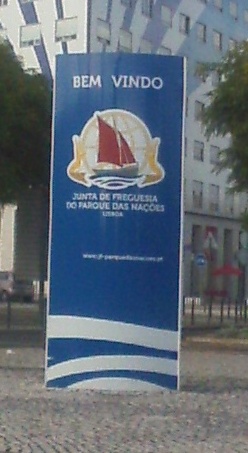 BEM VINDO
JUNTA DE FREGUESIA
DO PARQUE DAS NAÇÕES
LISBOA
www.jf-parquedasnacoes.pt